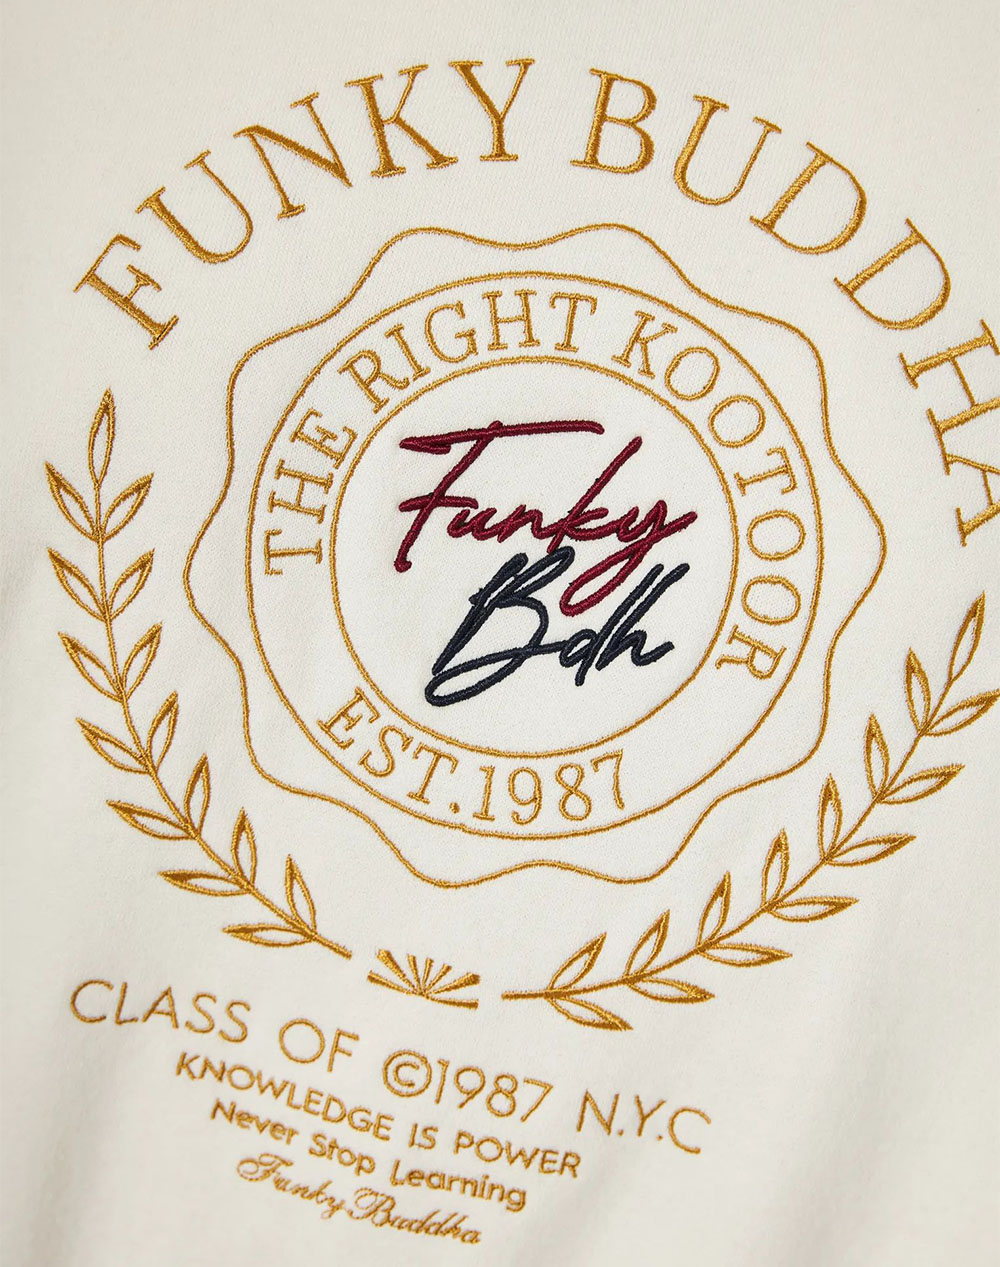 FUNKY BUDDHA
THE RIGHT KOOTOOR
Funky
Bdh
EST.1987
CLASS OF ©1987 N.Y.C
KNOWLEDGE IS POWER
Never Stop Learning
Funky Buddha